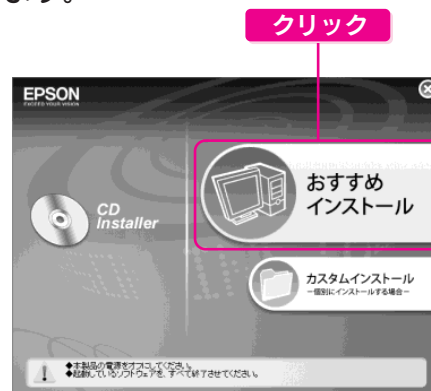 ます。
クリック
EPSON
EXCEED YOUR VISION
CD
Installer
おすすめ
インストール
カスタムインストール
－個別にインストールする場合－
◆本製品の電源をオフにしてください。
◆起動しているソフトウェアを、すべて終了させてください。